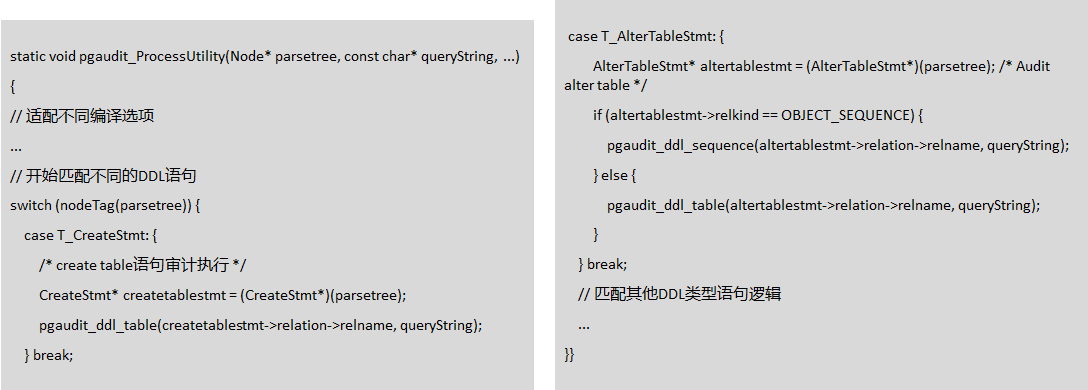 static void pgaudit_ProcessUtility(Node* parsetree, const char* queryString, ...)
{
// 适配不同编译选项
...
// 开始匹配不同的DDL语句
switch (nodeTag(parsetree)) {
case T_CreateStmt: {
/* create table语句审计执行 */
CreateStmt* createtablestmt = (CreateStmt*)(parsetree);
pgaudit_ddl_table(createtablestmt->relation->relname, queryString);
} break;
case T_AlterTableStmt: {
AlterTableStmt* altertablestmt = (AlterTableStmt*)(parsetree); /* Audit
alter table */
if (altertablestmt->relkind == OBJECT_SEQUENCE) {
pgaudit_ddl_sequence(altertablestmt->relation->relname, queryString);
} else {
pgaudit_ddl_table(altertablestmt->relation->relname, queryString);
}
} break;
// 匹配其他DDL类型语句逻辑
...
}}